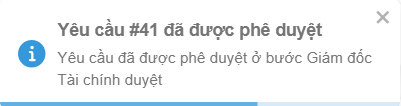 Yêu cầu #41 đã được phê duyệt
Yêu cầu đã được phê duyệt ở bước Giám đốc
Tài chính duyệt